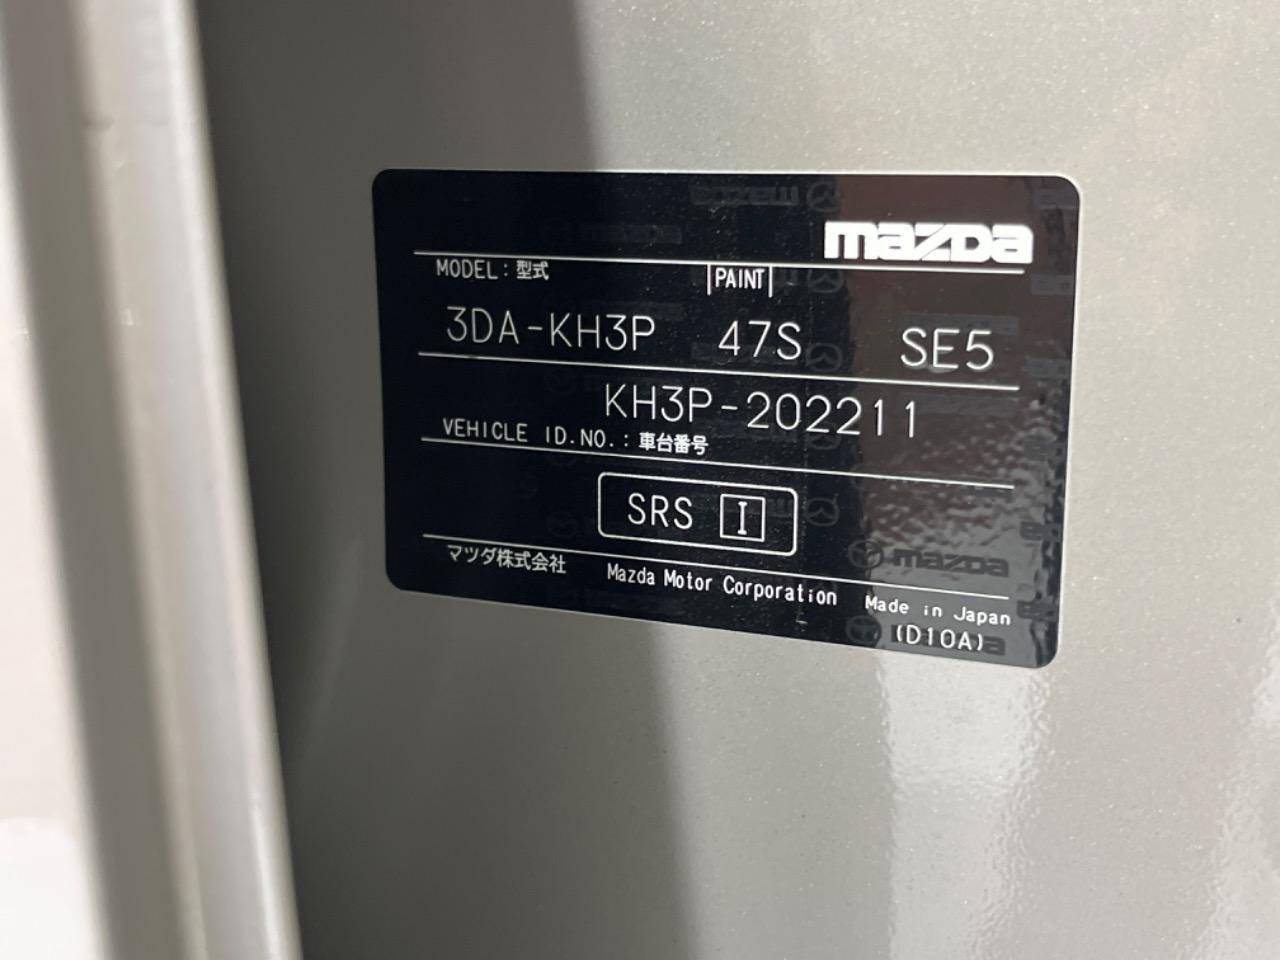 mazda
MODEL：型式 PAINT
3DA-KH3P 47S SE5
KH3P-202211
VEHICLE ID.NO.：車台番号
SRS I
マツダ株式会社 Mazda Motor Corporation Made in Japan
(D10A)